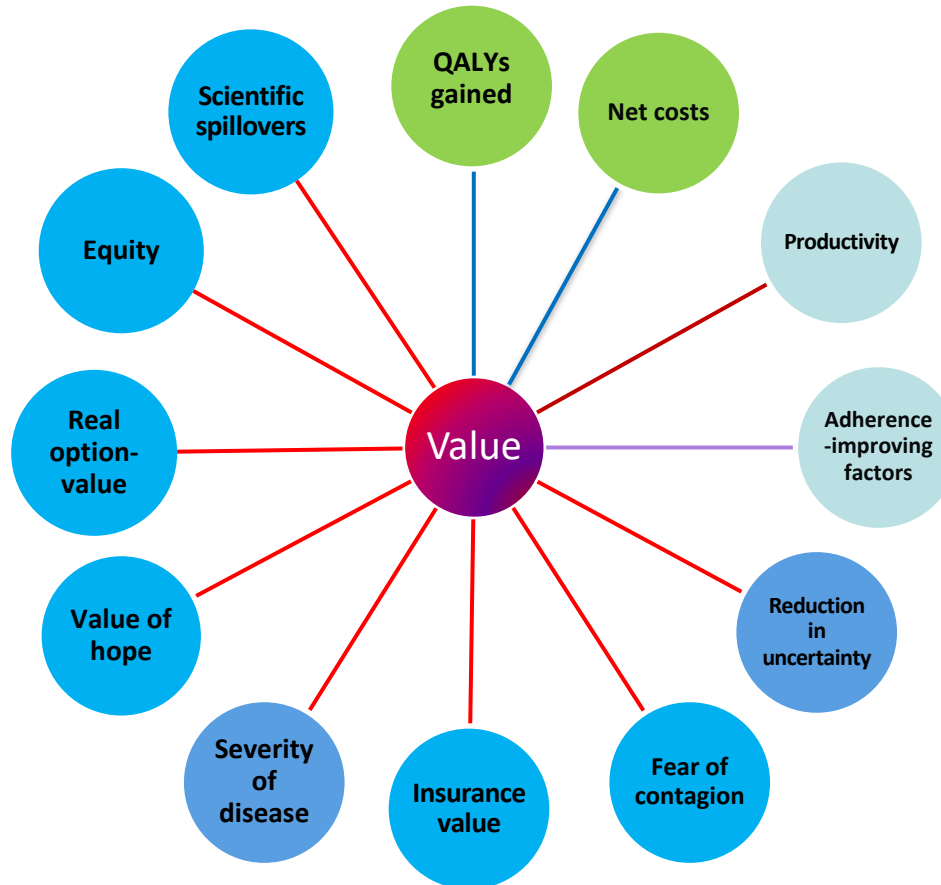 QALYs
gained
Net costs
Productivity
Adherence
-improving
factors
Reduction
in
uncertainty
Fear of
contagion
Insurance
value
Severity
of
disease
Value of
hope
Real
option-
value
Equity
Scientific
spillovers
Value